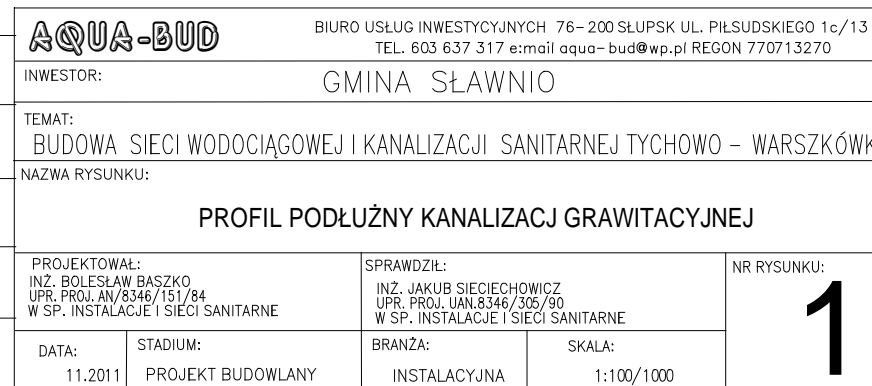 AQUA-BUD
BIURO USŁUG INWESTYCYJNYCH 76-200 SŁUPSK UL. PIŁSUDSKIEGO 1c/13
TEL. 603 637 317 e:mail aqua-bud@wp.pl REGON 770713270
INWESTOR:
GMINA SŁAWNIO
TEMAT:
BUDOWA SIECI WODOCIĄGOWEJ I KANALIZACJI SANITARNEJ TYCHOWO - WARSZKÓWK
NAZWA RYSUNKU:
PROFIL PODŁUŻNY KANALIZACJ GRAWITACYJNEJ
PROJEKTOWAŁ:
INŻ. BOLESŁAW BASZKO
UPR. PROJ. AN/8346/151/84
W SP. INSTALACJE I SIECI SANITARNE
SPRAWDZIŁ:
INŻ. JAKUB SIECIECHOWICZ
UPR. PROJ. UAN.8346/305/90
W SP. INSTALACJE I SIECI SANITARNE
NR RYSUNKU:
1
DATA:
11.2011
STADIUM:
PROJEKT BUDOWLANY
BRANŻA:
INSTALACYJNA
SKALA:
1:100/1000